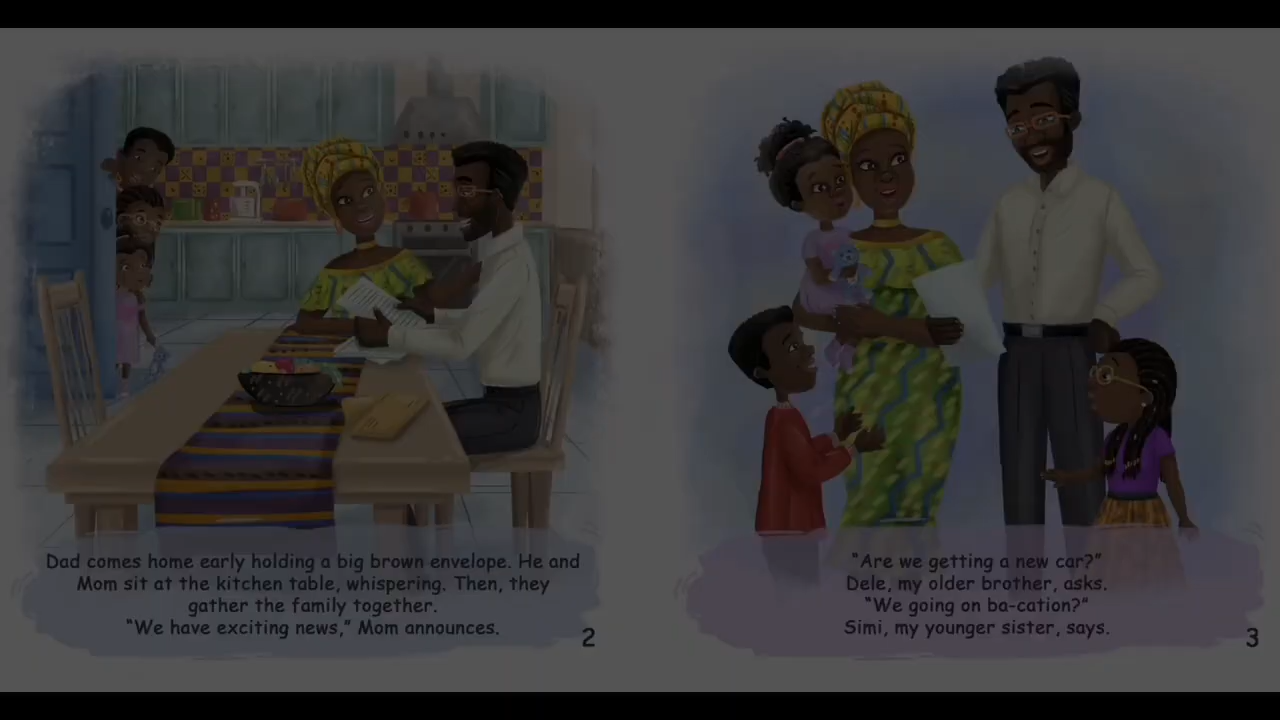 Dad comes home early holding a big brown envelope. He and
Mom sit at the kitchen table, whispering. Then, they
gather the family together.
“We have exciting news,” Mom announces.
2
“Are we getting a new car?”
Dele, my older brother, asks.
“We going on ba-cation?”
Simi, my younger sister, says.
3